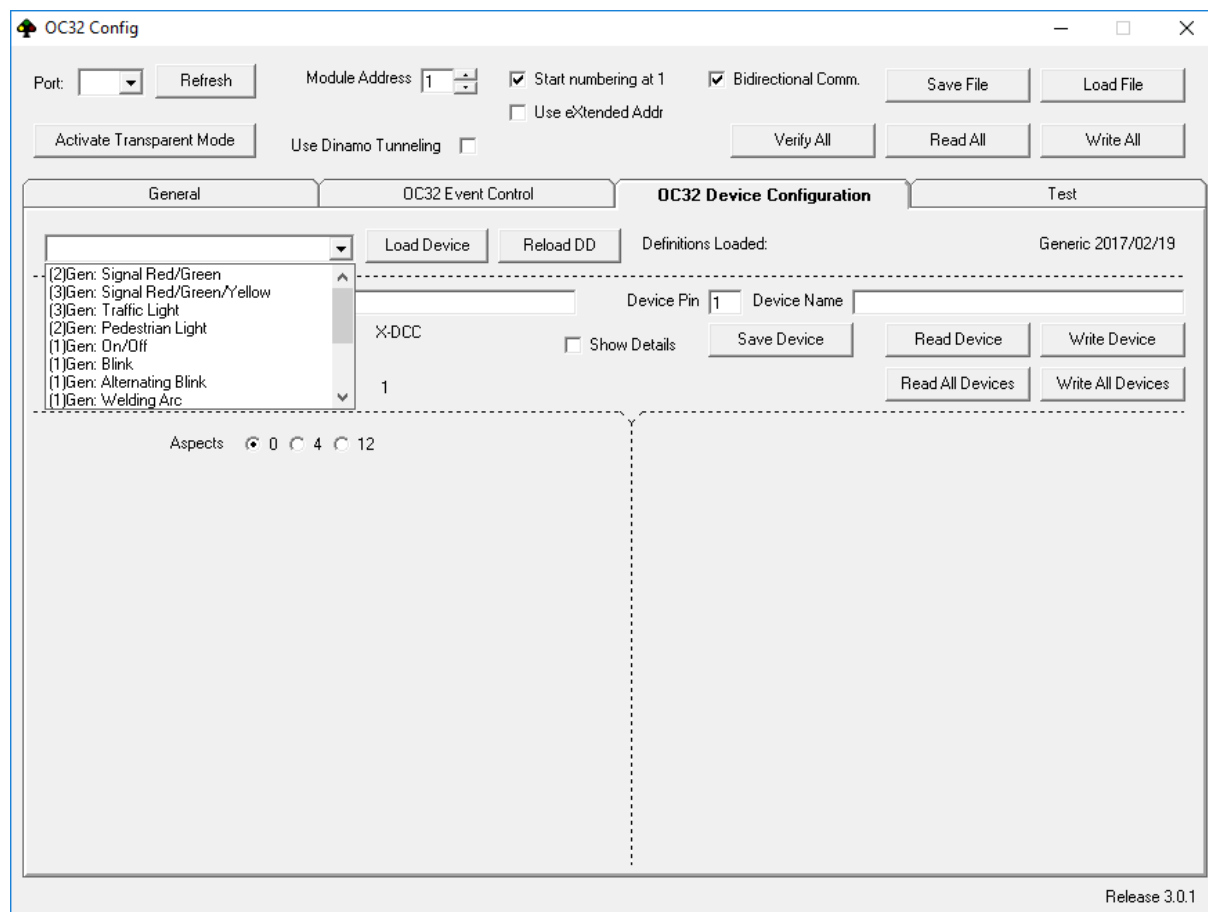 OC32 Config
Port: Refresh Module Address 1 Start numbering at 1 Bidirectional Comm. Save File Load File
Use eXtended Addr
Activate Transparent Mode Use Dinamo Tunneling Verify All Read All Write All
General OC32 Event Control OC32 Device Configuration Test
Load Device Reload DD Definitions Loaded: Generic 2017/02/19
(2)Gen: Signal Red/Green
(3)Gen: Signal Red/Green/Yellow
(3)Gen: Traffic Light
(2)Gen: Pedestrian Light
(1)Gen: On/Off
(1)Gen: Blink
(1)Gen: Alternating Blink
(1)Gen: Welding Arc
Device Pin 1 Device Name
X-DCC Show Details Save Device Read Device Write Device
1 Read All Devices Write All Devices
Aspects 0 4 12
Release 3.0.1